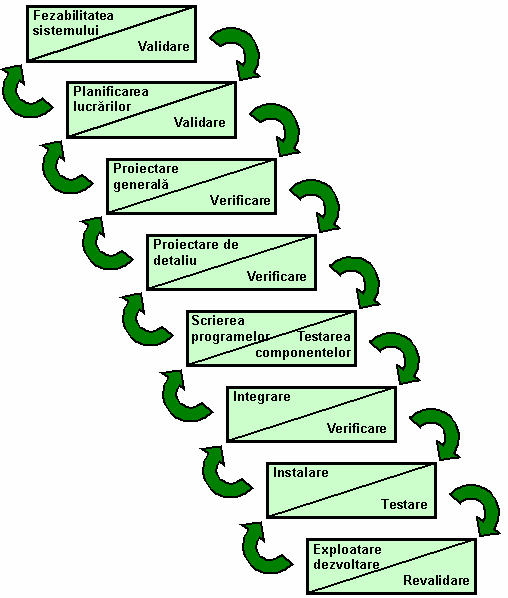 Fezabilitatea
sistemului
Validare
Planificarea
lucrărilor
Validare
Proiectare
generală
Verificare
Proiectare de
detaliu
Verificare
Scrierea
programelor
Testarea
componentelor
Integrare
Verificare
Instalare
Testare
Exploatare
dezvoltare
Revalidare